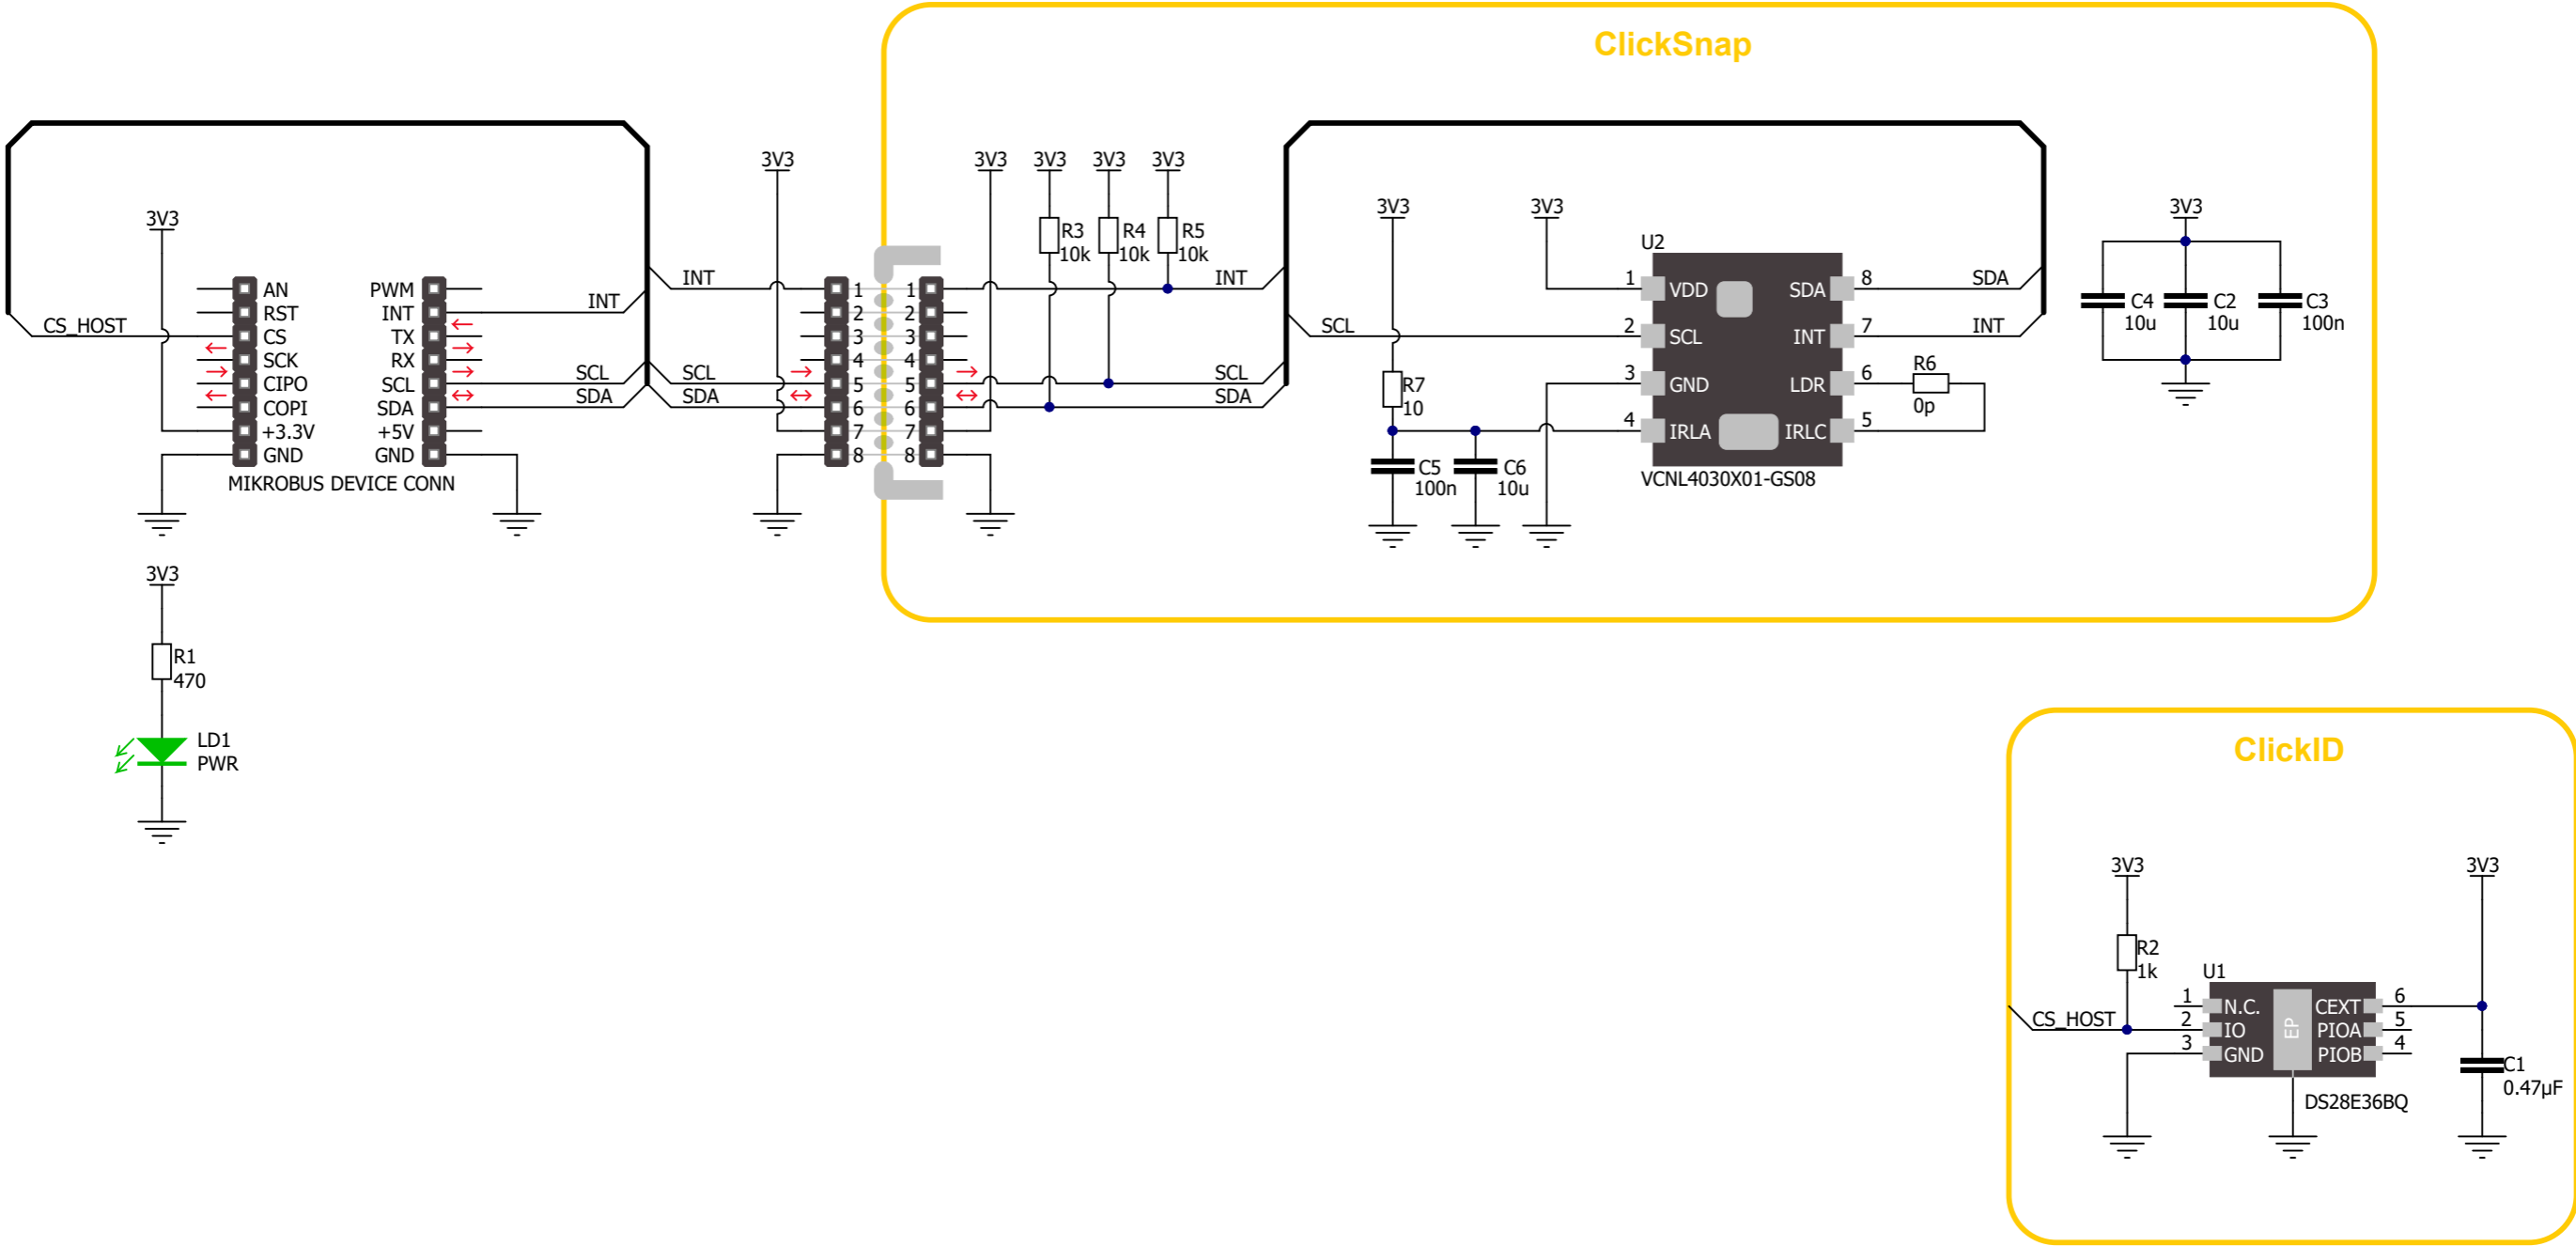 ClickSnap
3V3
3V3
3V3
3V3
3V3
3V3
3V3
3V3
3V3
R3
10k
R4
10k
R5
10k
CS_HOST
AN
RST
CS
SCK
CIPO
COPI
+3.3V
GND
PWM
INT
TX
RX
SCL
SDA
+5V
GND
MIKROBUS DEVICE CONN
INT
SCL
SDA
INT
SCL
SDA
1
2
3
4
5
6
7
8
1
2
3
4
5
6
7
8
INT
SCL
SDA
SCL
R7
10
C5
100n
C6
10u
U2
1
2
3
4
VDD
SCL
GND
IRLA
SDA
INT
LDR
IRLC
8
7
6
5
VCNL4030X01-GS08
SDA
INT
R6
0p
C4
10u
C2
10u
C3
100n
3V3
R1
470
LD1
PWR
ClickID
3V3
3V3
R2
1k
CS_HOST
U1
1
2
3
N.C.
IO
GND
EP
CEXT
PIOA
PIOB
6
5
4
DS28E36BQ
C1
0.47µF